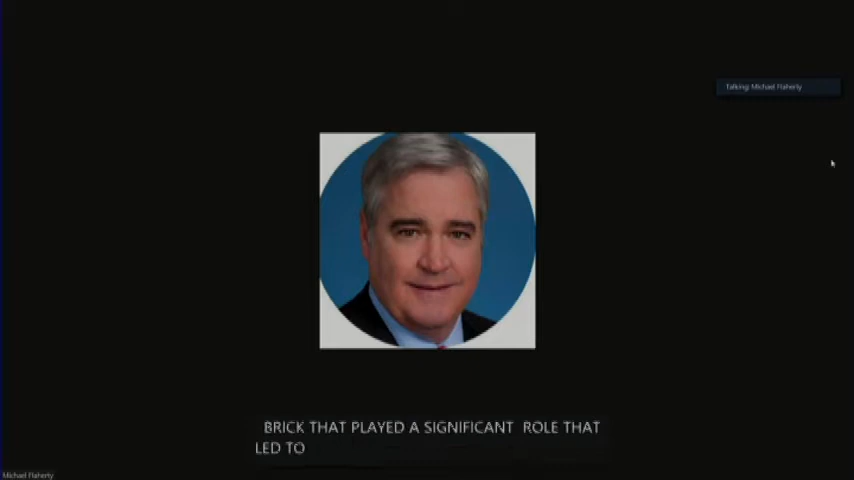 Talking: Michael Flaherty
BRICK THAT PLAYED A SIGNIFICANT ROLE THAT
LED TO
Michael Flaherty